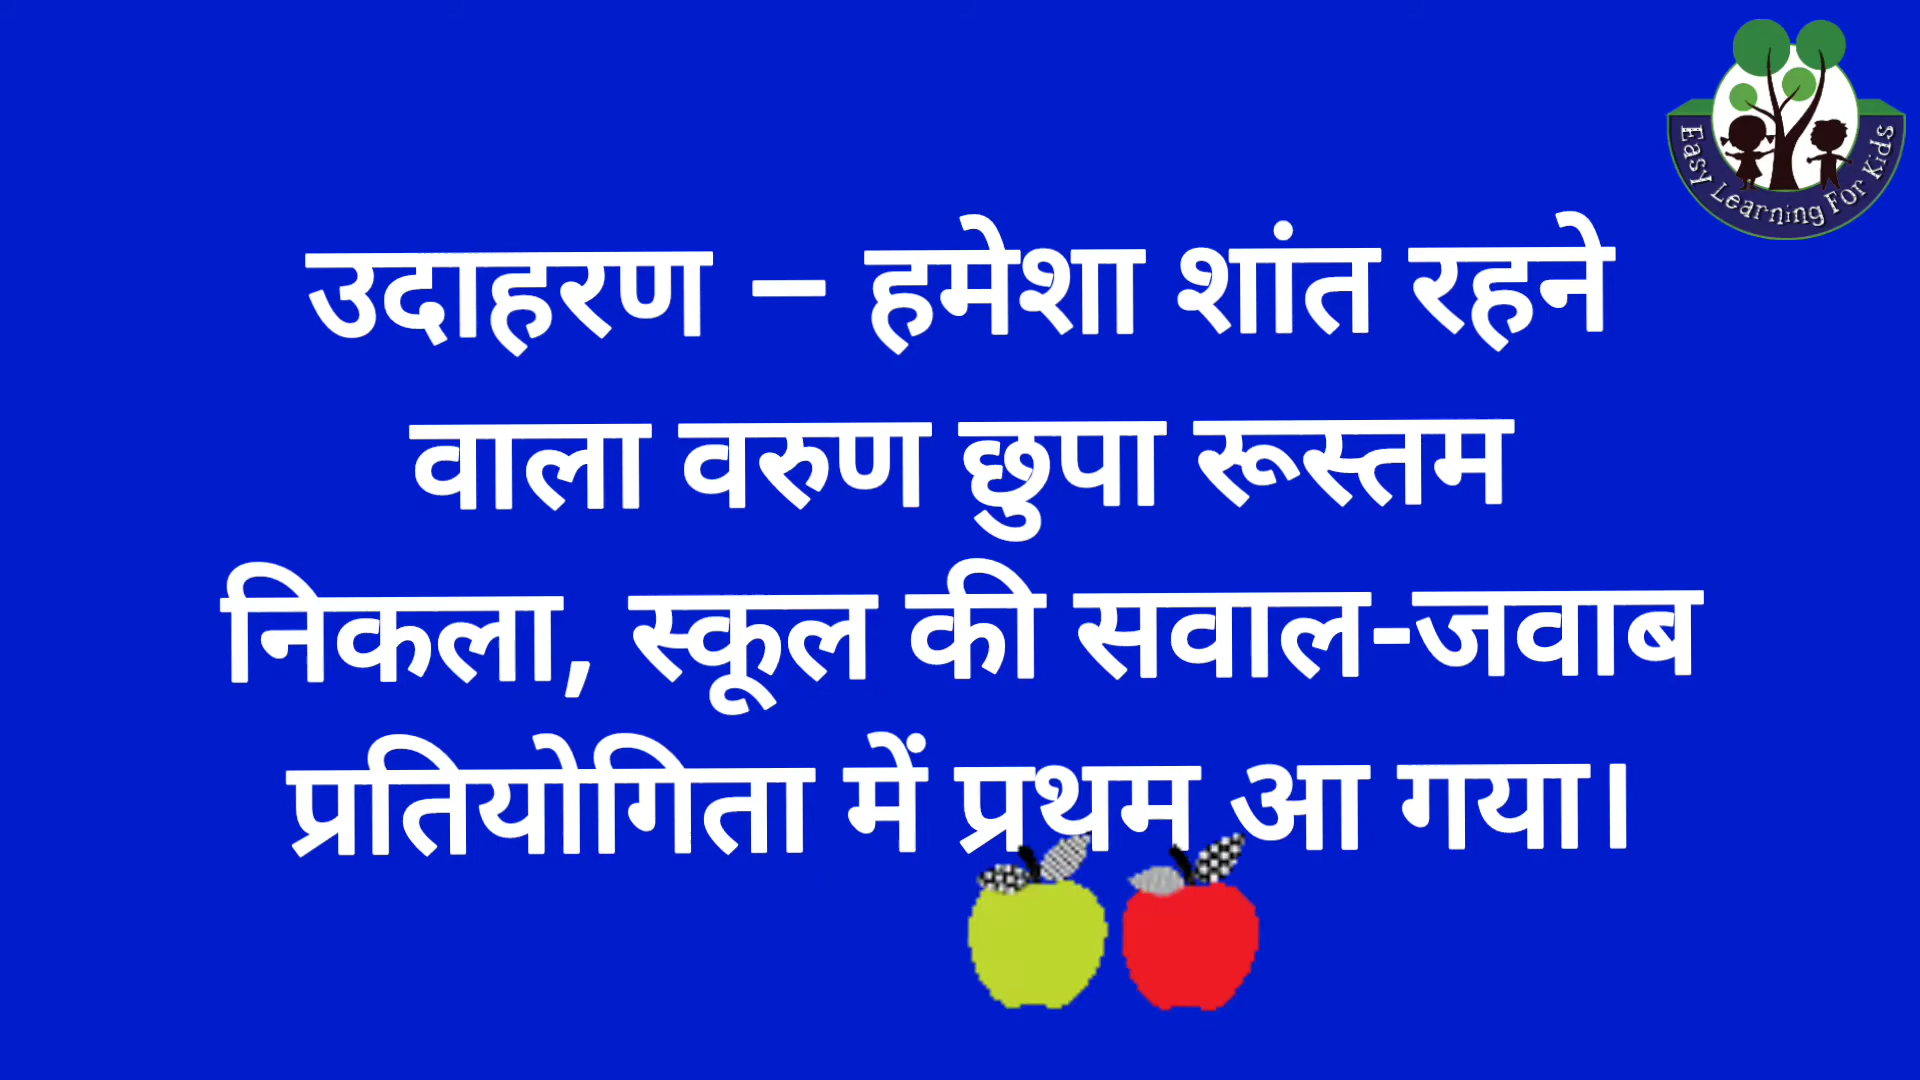 Easy Learning For Kids
उदाहरण – हमेशा शांत रहने
वाला वरुण छुपा रूस्तम
निकला, स्कूल की सवाल-जवाब
प्रतियोगिता में प्रथम आ गया।